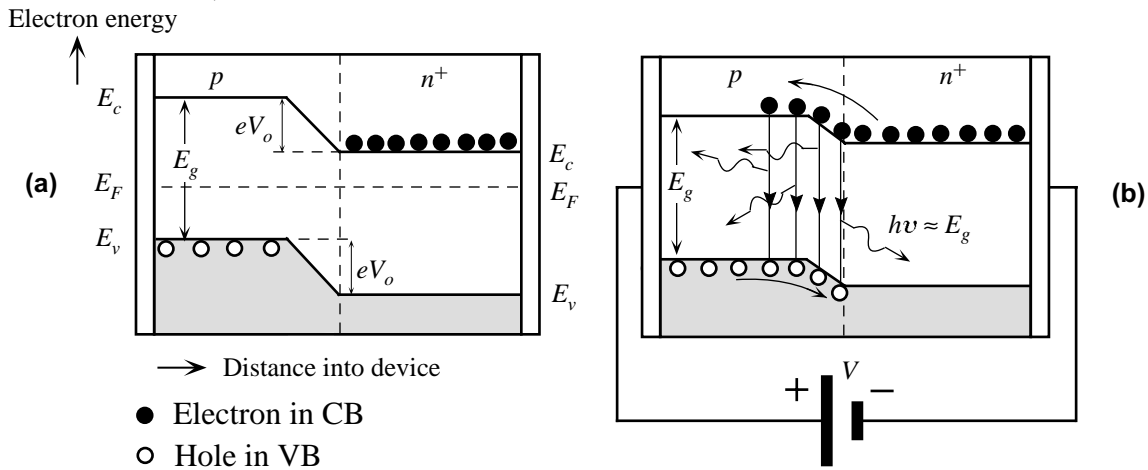 Electron energy
p
n+
Ec
eVo
Eg
Ec
(a)
EF
EF
Ev
eVo
Ev
Distance into device
Electron in CB
Hole in VB
p
n+
Eg
hυ ≈ Eg
(b)
V
+
−